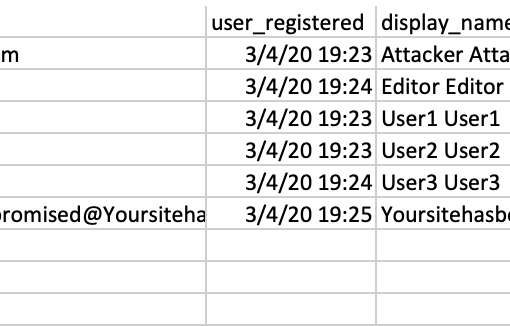 user_registered display_name
m 3/4/20 19:23 Attacker Atta
3/4/20 19:24 Editor Editor
3/4/20 19:23 User1 User1
3/4/20 19:23 User2 User2
3/4/20 19:24 User3 User3
promised@Yoursiteha 3/4/20 19:25 Yoursitehasb